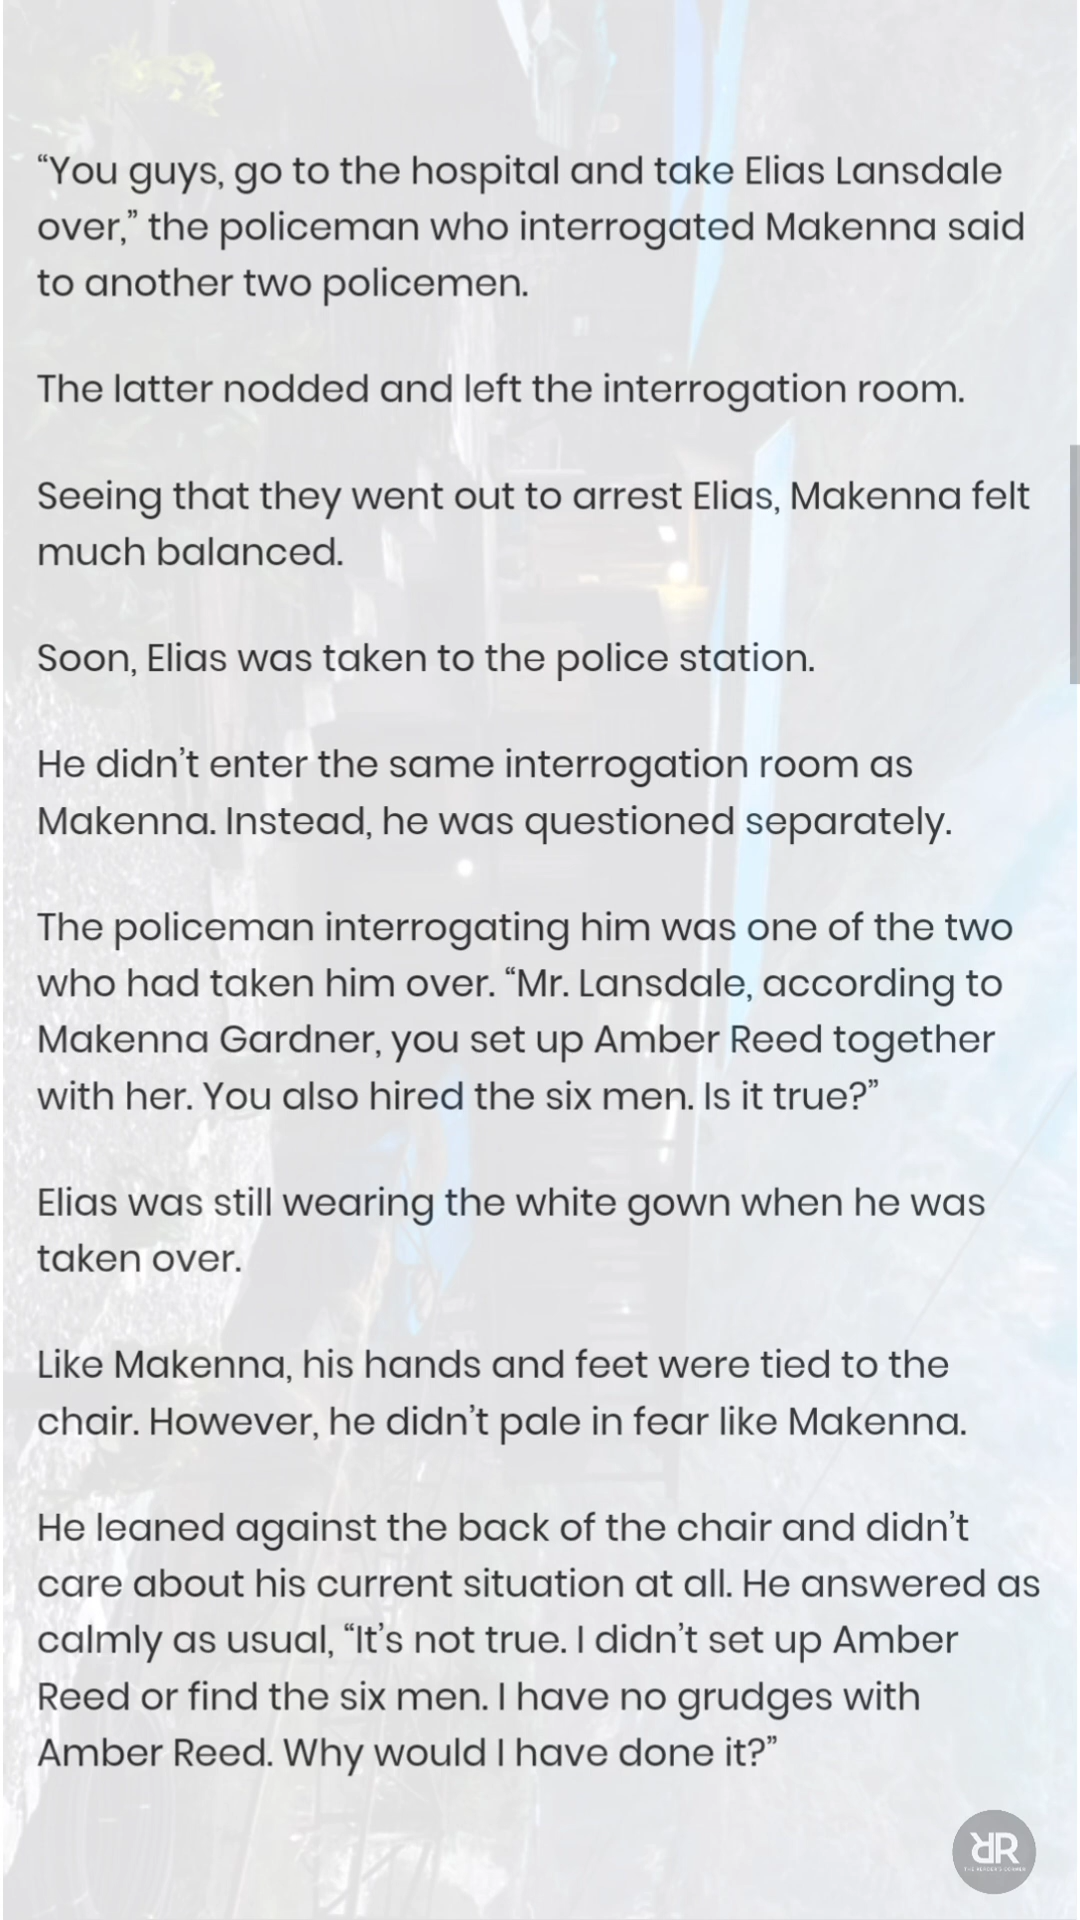 “You guys, go to the hospital and take Elias Lansdale
over,” the policeman who interrogated Makenna said
to another two policemen.
The latter nodded and left the interrogation room.
Seeing that they went out to arrest Elias, Makenna felt
much balanced.
Soon, Elias was taken to the police station.
He didn’t enter the same interrogation room as
Makenna. Instead, he was questioned separately.
The policeman interrogating him was one of the two
who had taken him over. “Mr. Lansdale, according to
Makenna Gardner, you set up Amber Reed together
with her. You also hired the six men. Is it true?”
Elias was still wearing the white gown when he was
taken over.
Like Makenna, his hands and feet were tied to the
chair. However, he didn’t pale in fear like Makenna.
He leaned against the back of the chair and didn’t
care about his current situation at all. He answered as
calmly as usual, “It’s not true. I didn’t set up Amber
Reed or find the six men. I have no grudges with
Amber Reed. Why would I have done it?”